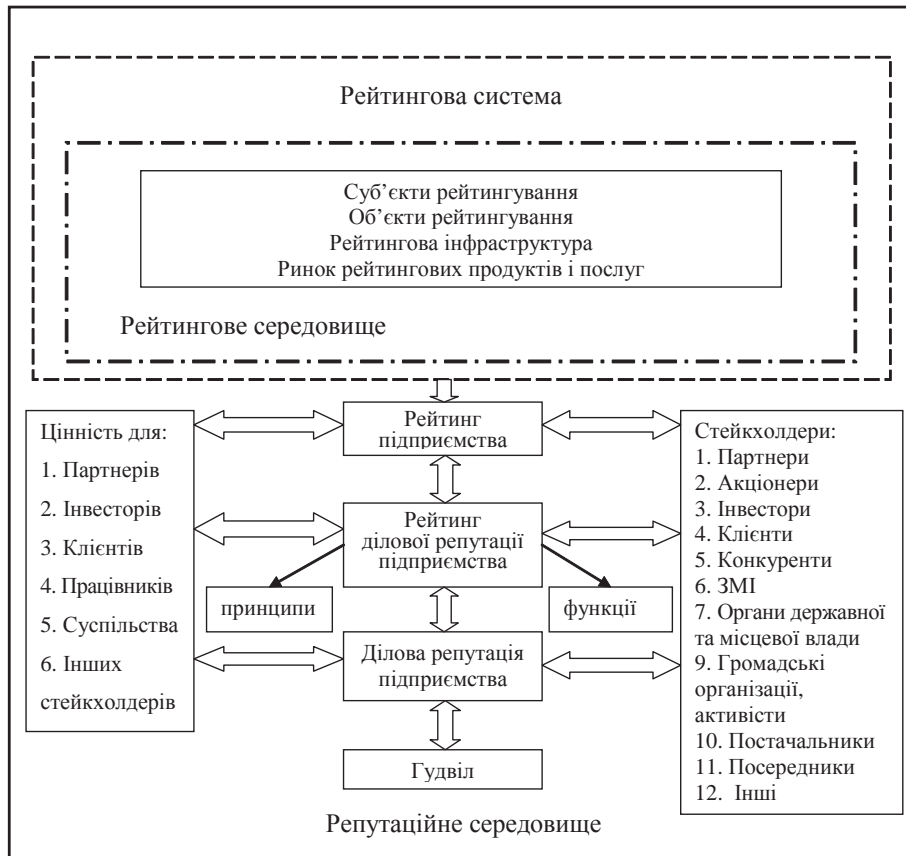 Рейтингова система
Суб’єкти рейтингування
Об’єкти рейтингування
Рейтингова інфраструктура
Ринок рейтингових продуктів і послуг
Рейтингове середовище
Цінність для:
1. Партнерів
2. Інвесторів
3. Клієнтів
4. Працівників
5. Суспільства
6. Інших
стейкхолдерів
Рейтинг
підприємства
Рейтинг
ділової репутації
підприємства
принципи
функції
Ділова репутація
підприємства
Гудвіл
Стейкхолдери:
1. Партнери
2. Акціонери
3. Інвестори
4. Клієнти
5. Конкуренти
6. ЗМІ
7. Органи державної
та місцевої влади
9. Громадські
організації,
активісти
10. Постачальники
11. Посередники
12. Інші
Репутаційне середовище